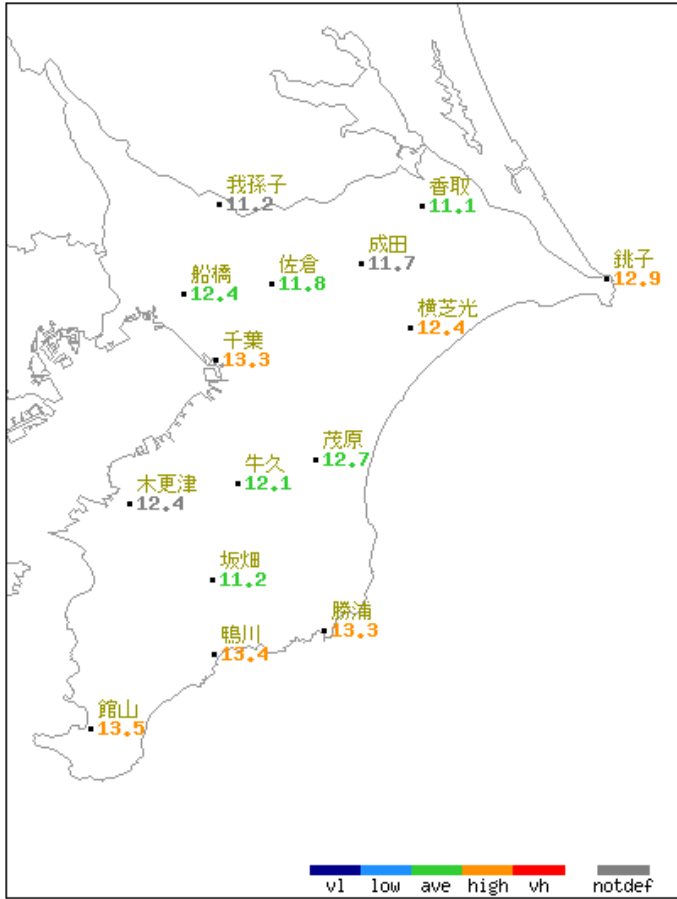 我孫子
11.2
香取
11.1
成田
11.7
銚子
12.9
船橋
12.4
佐倉
11.8
横芝光
12.4
千葉
13.3
茂原
12.7
牛久
12.1
木更津
12.4
坂畑
11.2
勝浦
13.3
鴨川
13.4
館山
13.5
vl low ave high vh notdef